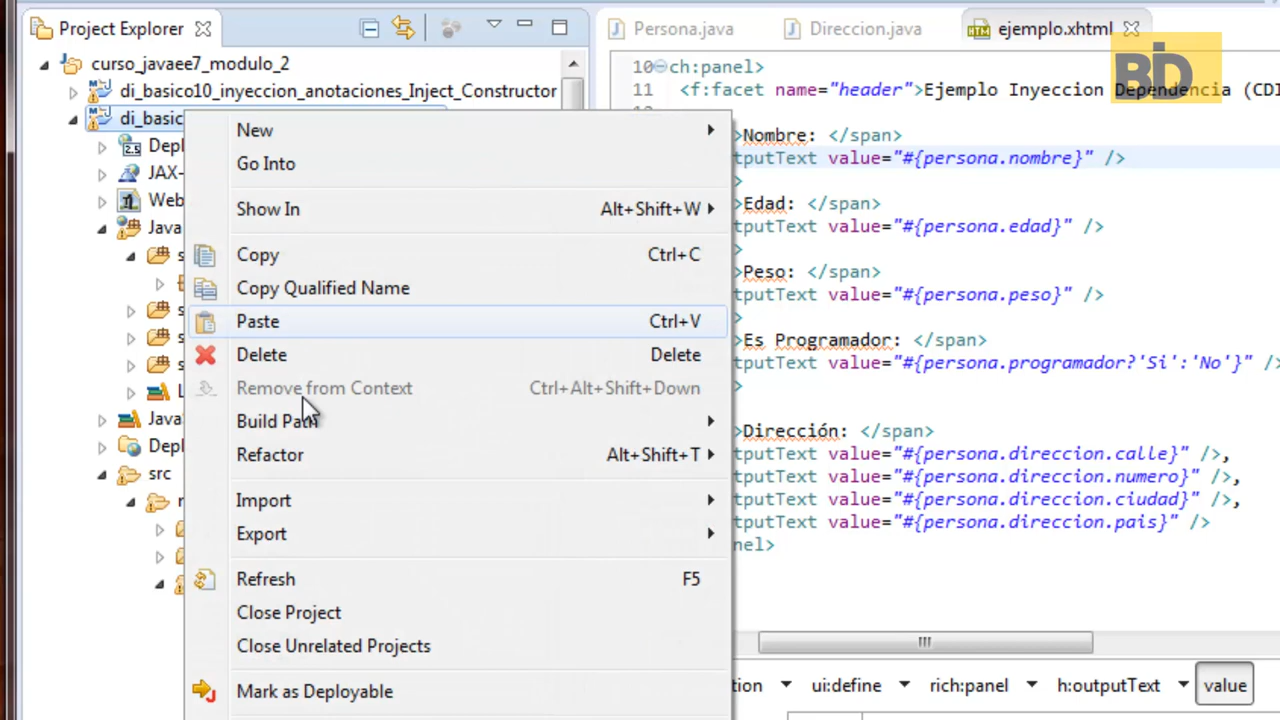 Project Explorer
curso_javaee7_modulo_2
di_basico10_inyeccion_anotaciones_Inject_Constructor
di_basic
Depl
JAX-
Web
Java
s
s
s
s
L
JavaS
Depl
src
r
New
Go Into
Show In Alt+Shift+W
Copy Ctrl+C
Copy Qualified Name
Paste Ctrl+V
Delete Delete
Remove from Context Ctrl+Alt+Shift+Down
Build Path
Refactor Alt+Shift+T
Import
Export
Refresh F5
Close Project
Close Unrelated Projects
Mark as Deployable
Persona.java Direccion.java ejemplo.xhtml
BiD
10 ch:panel>
11 <f:facet name="header">Ejemplo Inyeccion Dependencia (CDI
>Nombre: </span>
tputText value="#{persona.nombre}" />
>
>Edad: </span>
tputText value="#{persona.edad}" />
>
>Peso: </span>
tputText value="#{persona.peso}" />
>
>Es Programador: </span>
tputText value="#{persona.programador?'Si':'No'}" />
>
>Dirección: </span>
tputText value="#{persona.direccion.calle}" />,
tputText value="#{persona.direccion.numero}" />,
tputText value="#{persona.direccion.ciudad}" />,
tputText value="#{persona.direccion.pais}" />
nel>
tion ui:define rich:panel h:outputText value